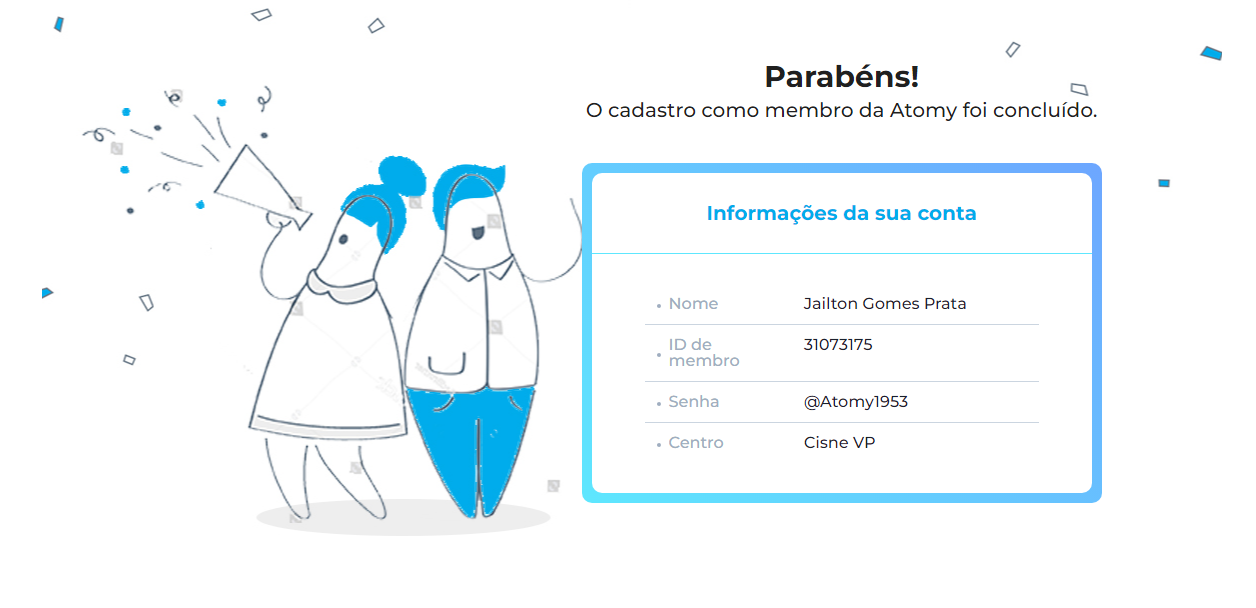 Parabéns!
O cadastro como membro da Atomy foi concluído.
Informações da sua conta
Nome Jailton Gomes Prata
ID de membro 31073175
Senha @Atomy1953
Centro Cisne VP